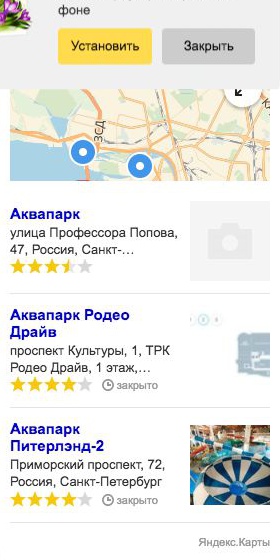 фоне
Установить Закрыть
ЗСД
Аквапарк
улица Профессора Попова,
47, Россия, Санкт-...
Аквапарк Родео
Драйв
проспект Культуры, 1, ТРК
Родео Драйв, 1 этаж,...
закрыто
Аквапарк
Питерлэнд-2
Приморский проспект, 72,
Россия, Санкт-Петербург
закрыто
Яндекс.Карты